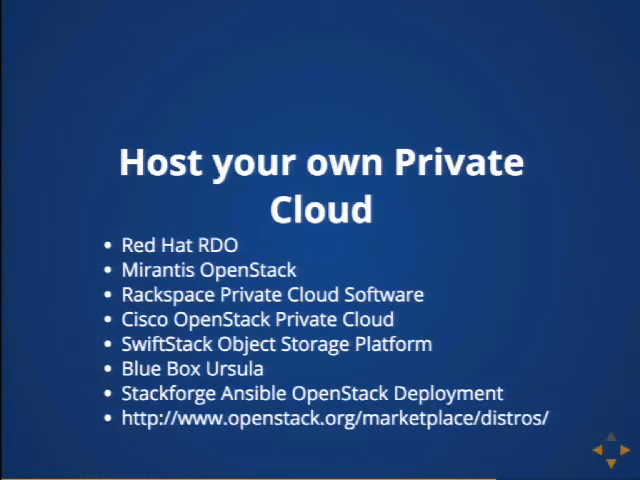 Host your own Private
Cloud
• Red Hat RDO
• Mirantis OpenStack
• Rackspace Private Cloud Software
• Cisco OpenStack Private Cloud
• SwiftStack Object Storage Platform
• Blue Box Ursula
• Stackforge Ansible OpenStack Deployment
• http://www.openstack.org/marketplace/distros/